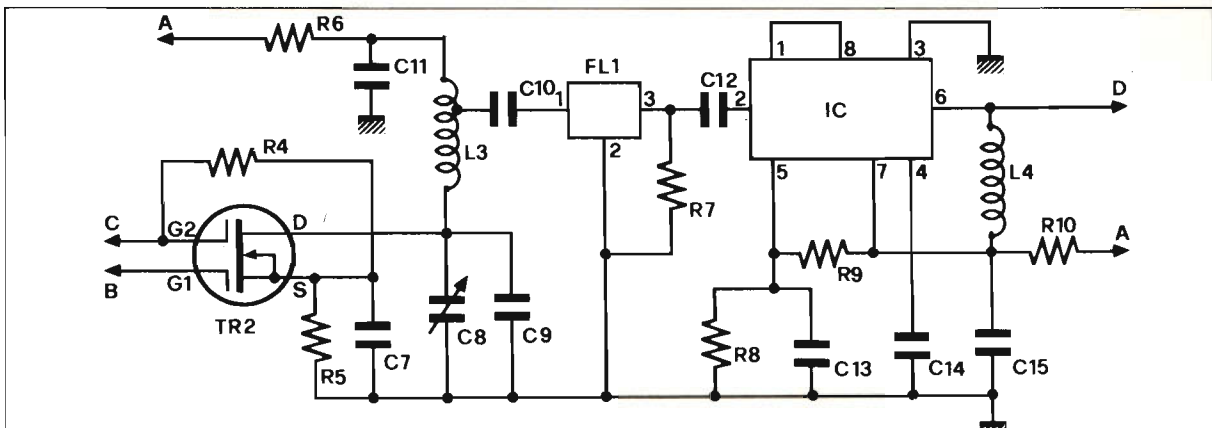 A R6
C11
C10 1 FL1 3 C12 2
2
L3
1 8 3
IC
6 D
5 7 4
L4
R4
C G2 D
B G1 S
TR2
R7
R9
R10 A
R5 C7 C8 C9
R8 C13 C14 C15